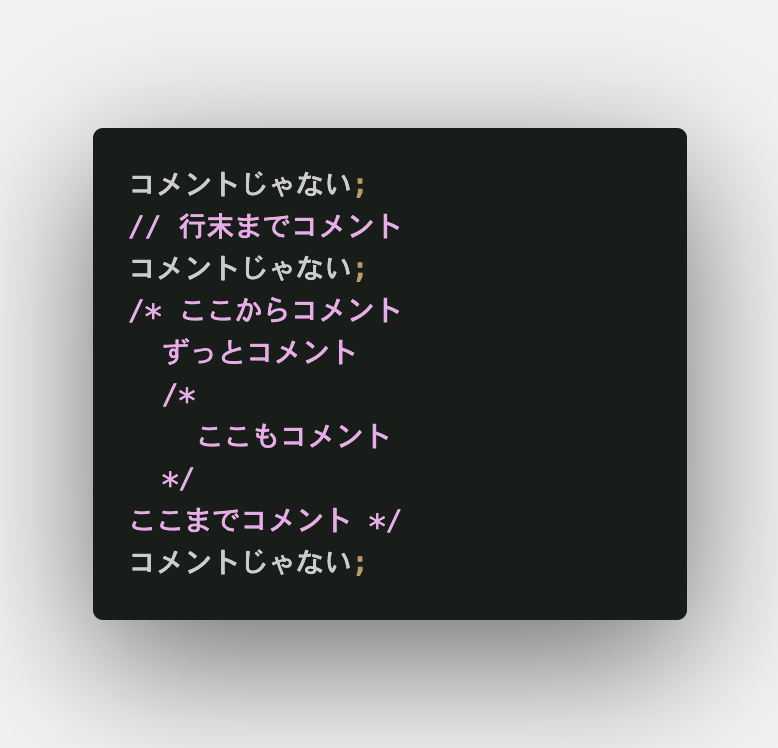 コメントじゃない;
// 行末までコメント
コメントじゃない;
/* ここからコメント
  ずっとコメント
  /*
    ここもコメント
  */
ここまでコメント */
コメントじゃない;